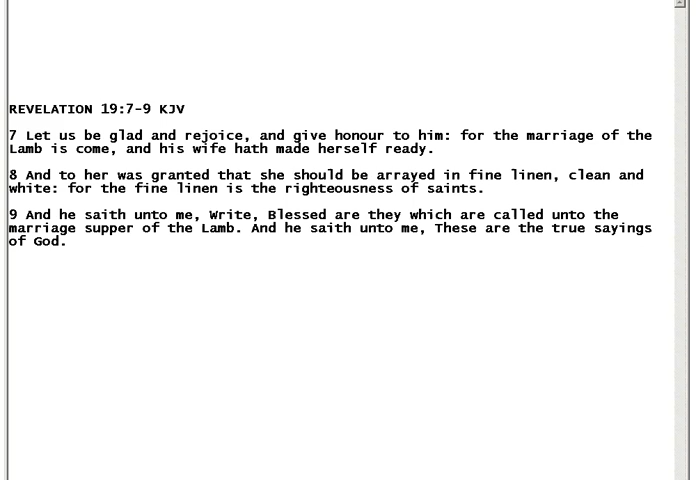 REVELATION 19:7-9 KJV
7 Let us be glad and rejoice, and give honour to him: for the marriage of the
Lamb is come, and his wife hath made herself ready.
8 And to her was granted that she should be arrayed in fine linen, clean and
white: for the fine linen is the righteousness of saints.
9 And he saith unto me, Write, Blessed are they which are called unto the
marriage supper of the Lamb. And he saith unto me, These are the true sayings
of God.